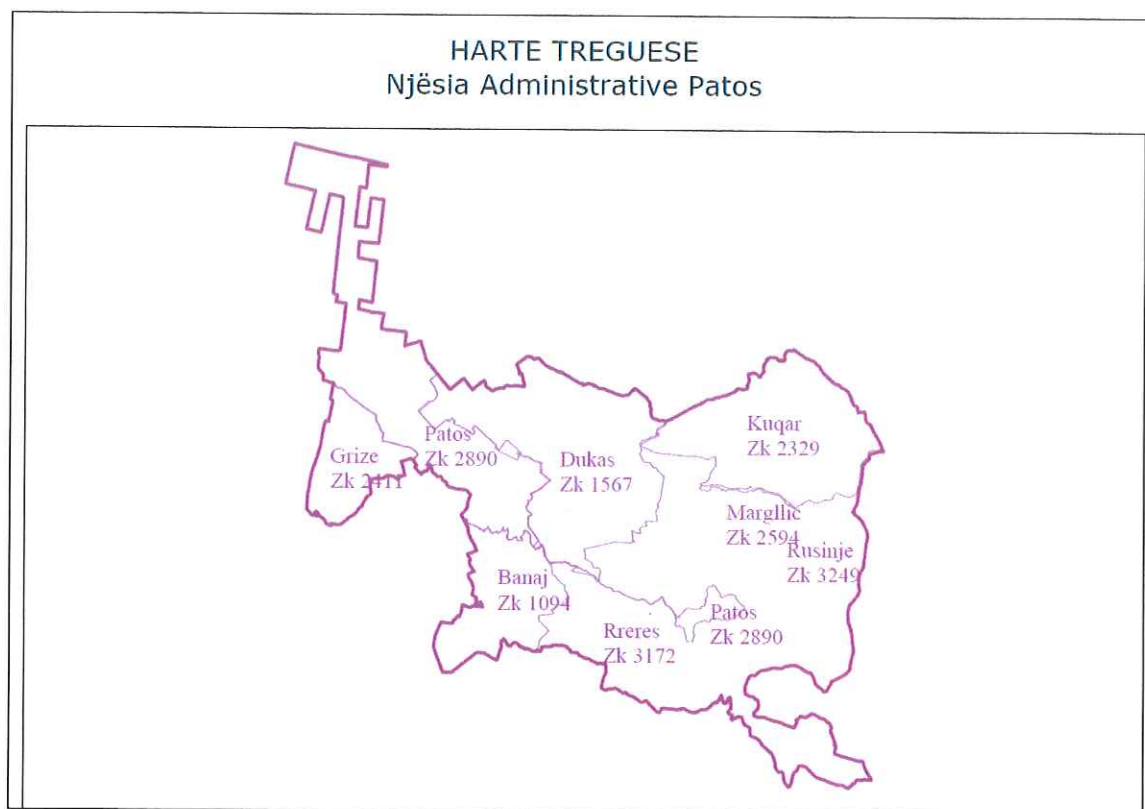 HARTE TREGUESE
Njësia Administrative Patos
Kuqar
Zk 2329
Patos
Zk 2890
Grize
Zk 2411
Dukas
Zk 1567
Margllic
Zk 2594
Rusinje
Zk 3249
Banaj
Zk 1094
Patos
Zk 2890
Rreres
Zk 3172